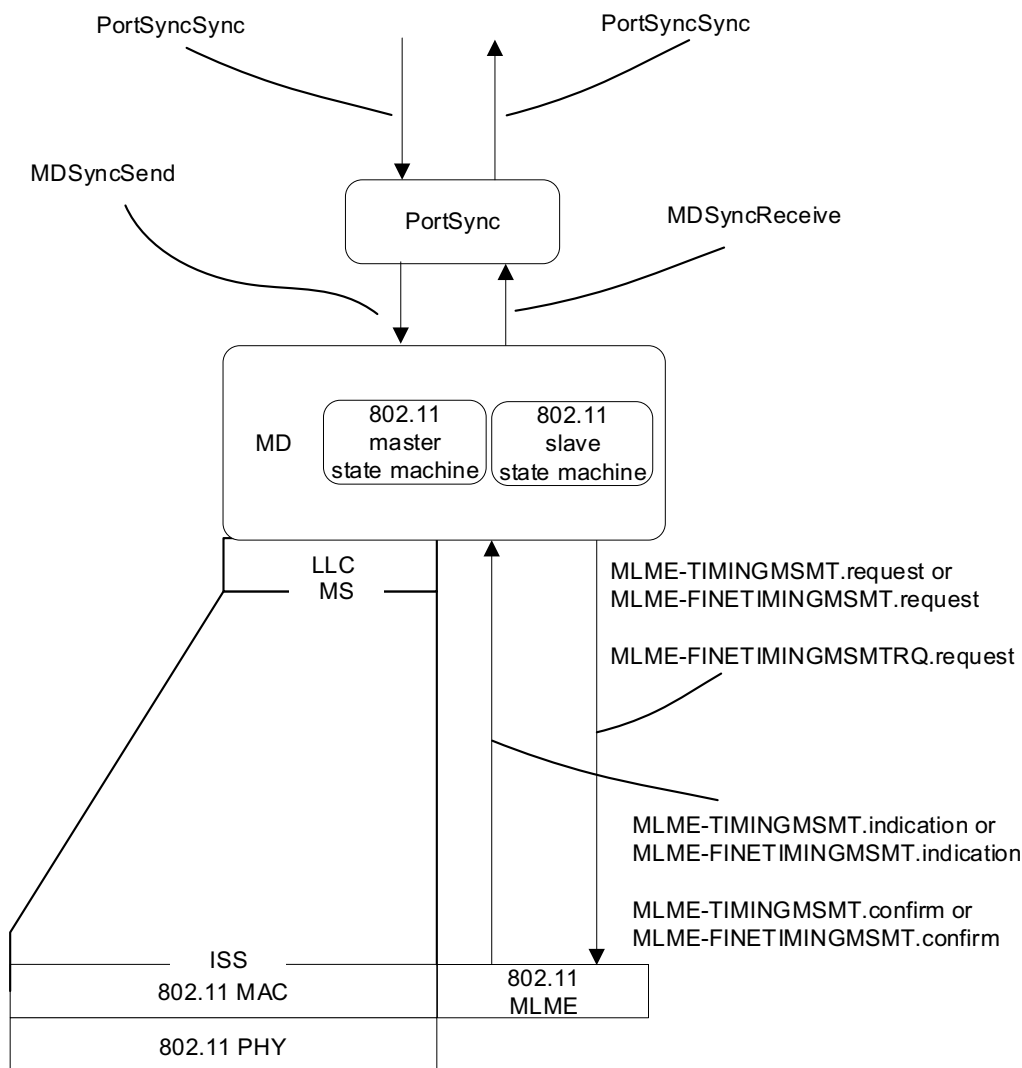 PortSyncSync
PortSyncSync
MDSyncSend
PortSync
MDSyncReceive
MD
802.11
master
state machine
802.11
slave
state machine
LLC
MS
MLME-TIMINGMSMT.request or
MLME-FINETIMINGMSMT.request
MLME-FINETIMINGMSMTRQ.request
MLME-TIMINGMSMT.indication or
MLME-FINETIMINGMSMT.indication
MLME-TIMINGMSMT.confirm or
MLME-FINETIMINGMSMT.confirm
ISS
802.11 MAC
802.11
MLME
802.11 PHY